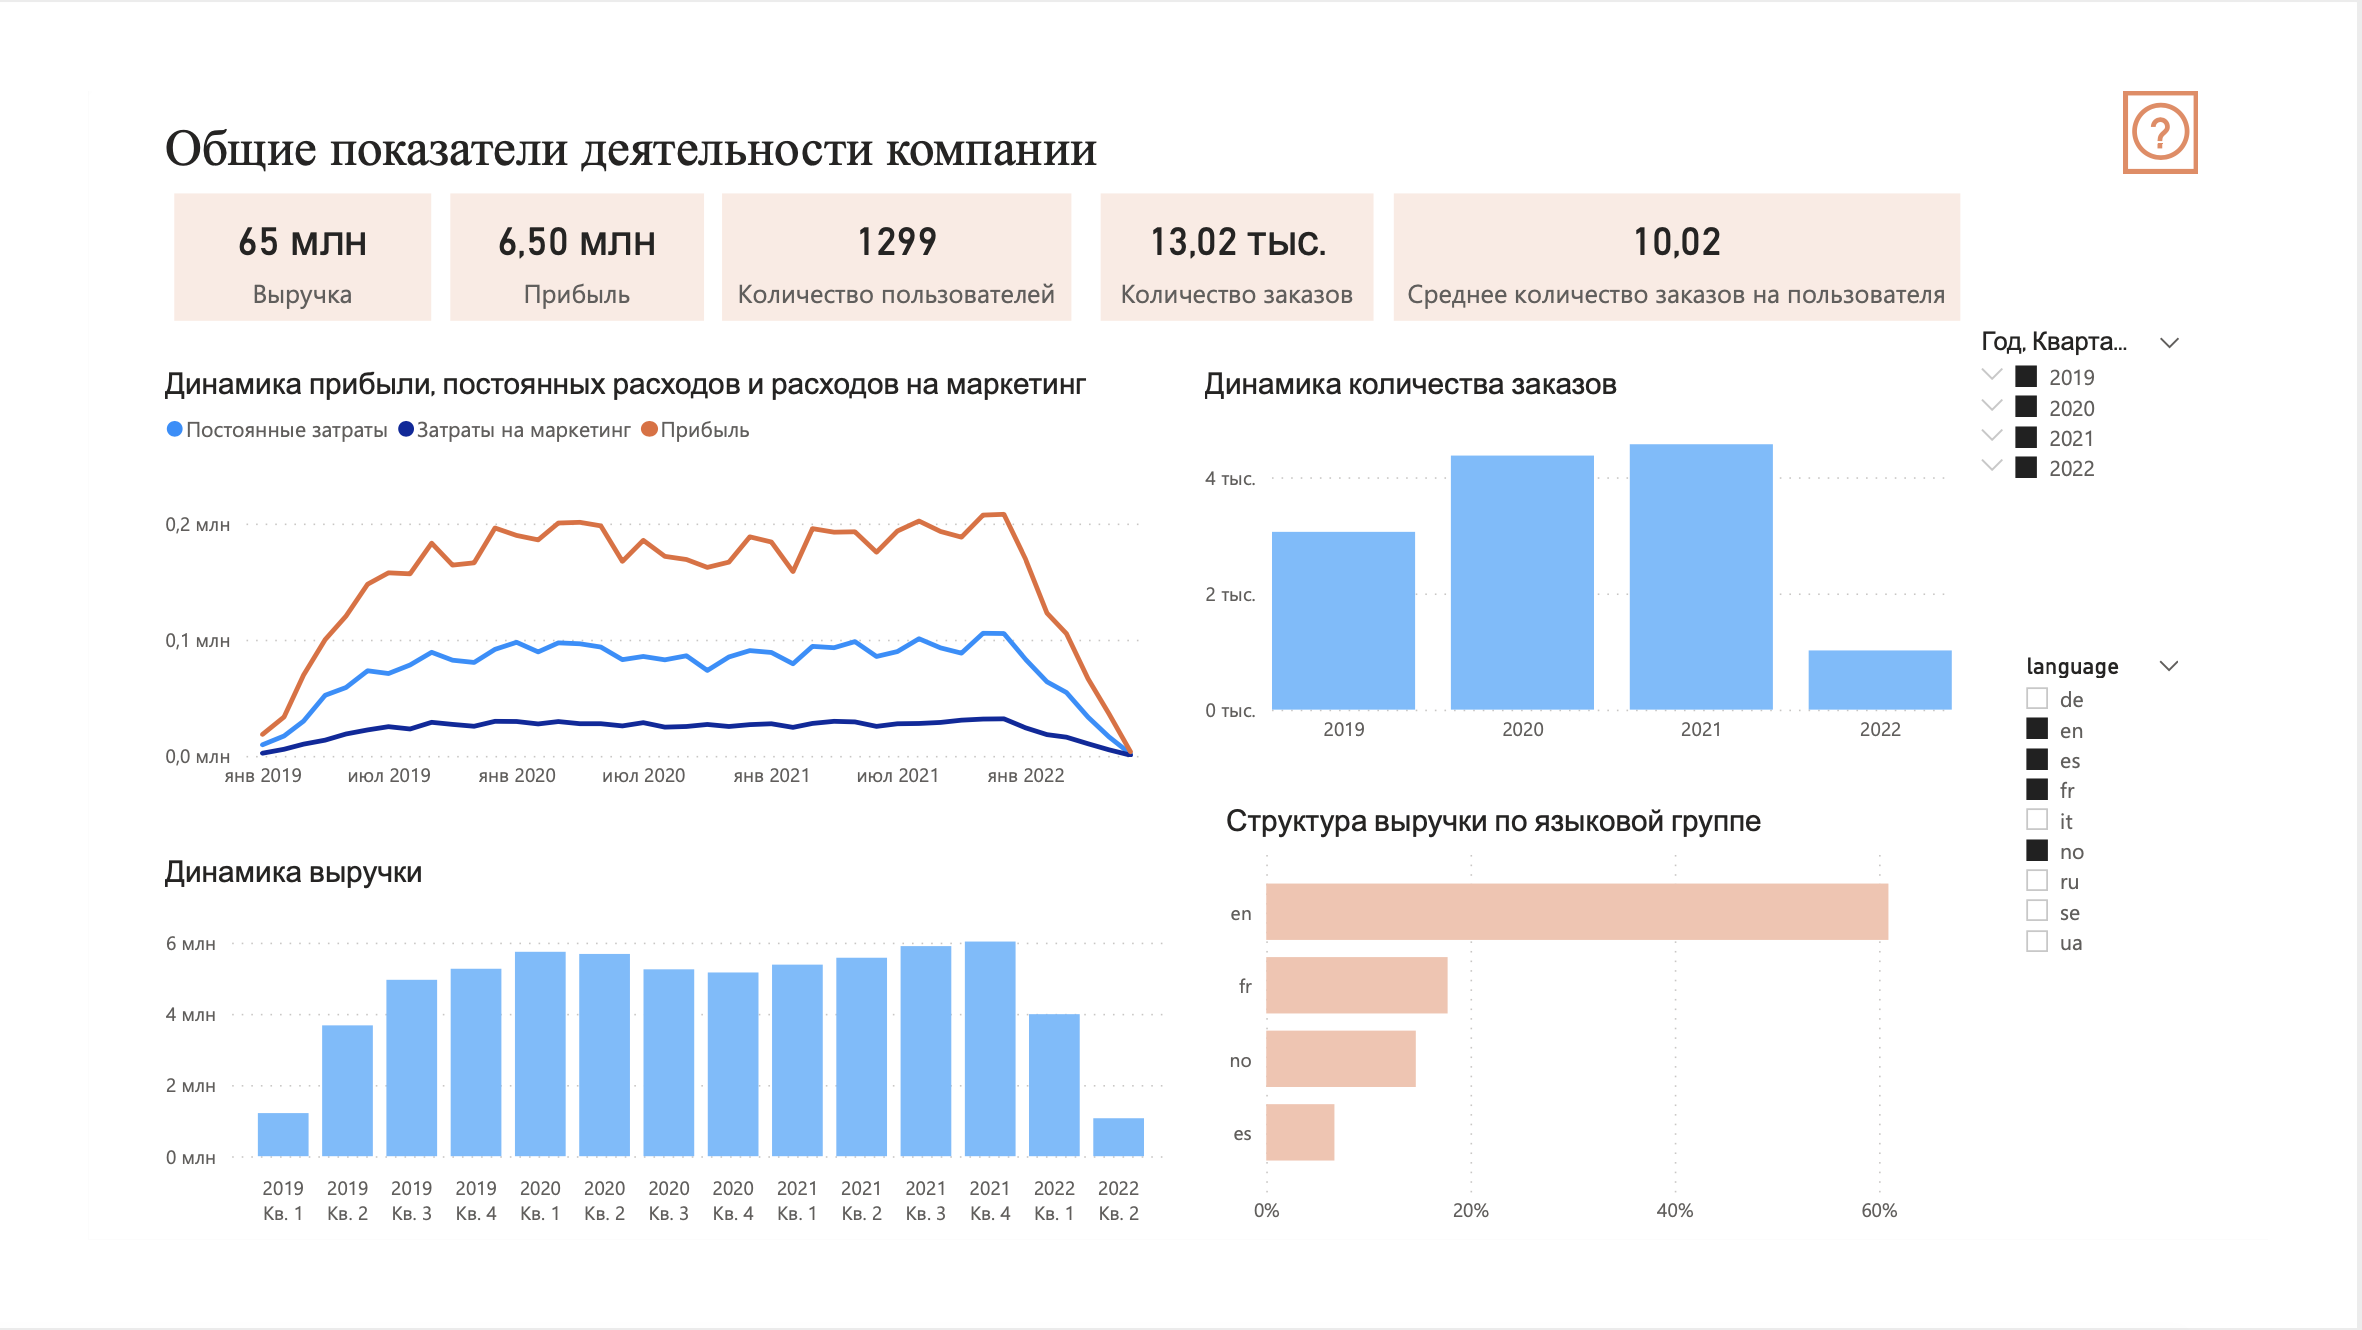 Общие показатели деятельности компании
?
65 млн
Выручка
6,50 млн
Прибыль
1299
Количество пользователей
13,02 тыс.
Количество заказов
10,02
Среднее количество заказов на пользователя
Год, Кварта...
2019
2020
2021
2022
Динамика прибыли, постоянных расходов и расходов на маркетинг
Постоянные затраты Затраты на маркетинг Прибыль
0,2 млн
0,1 млн
0,0 млн
янв 2019 июл 2019 янв 2020 июл 2020 янв 2021 июл 2021 янв 2022
Динамика количества заказов
4 тыс.
2 тыс.
0 тыс.
2019 2020 2021 2022
language
de
en
es
fr
it
no
ru
se
ua
Динамика выручки
6 млн
4 млн
2 млн
0 млн
2019 2019 2019 2019 2020 2020 2020 2020 2021 2021 2021 2021 2022 2022
Кв. 1 Кв. 2 Кв. 3 Кв. 4 Кв. 1 Кв. 2 Кв. 3 Кв. 4 Кв. 1 Кв. 2 Кв. 3 Кв. 4 Кв. 1 Кв. 2
Структура выручки по языковой группе
en
fr
no
es
0% 20% 40% 60%